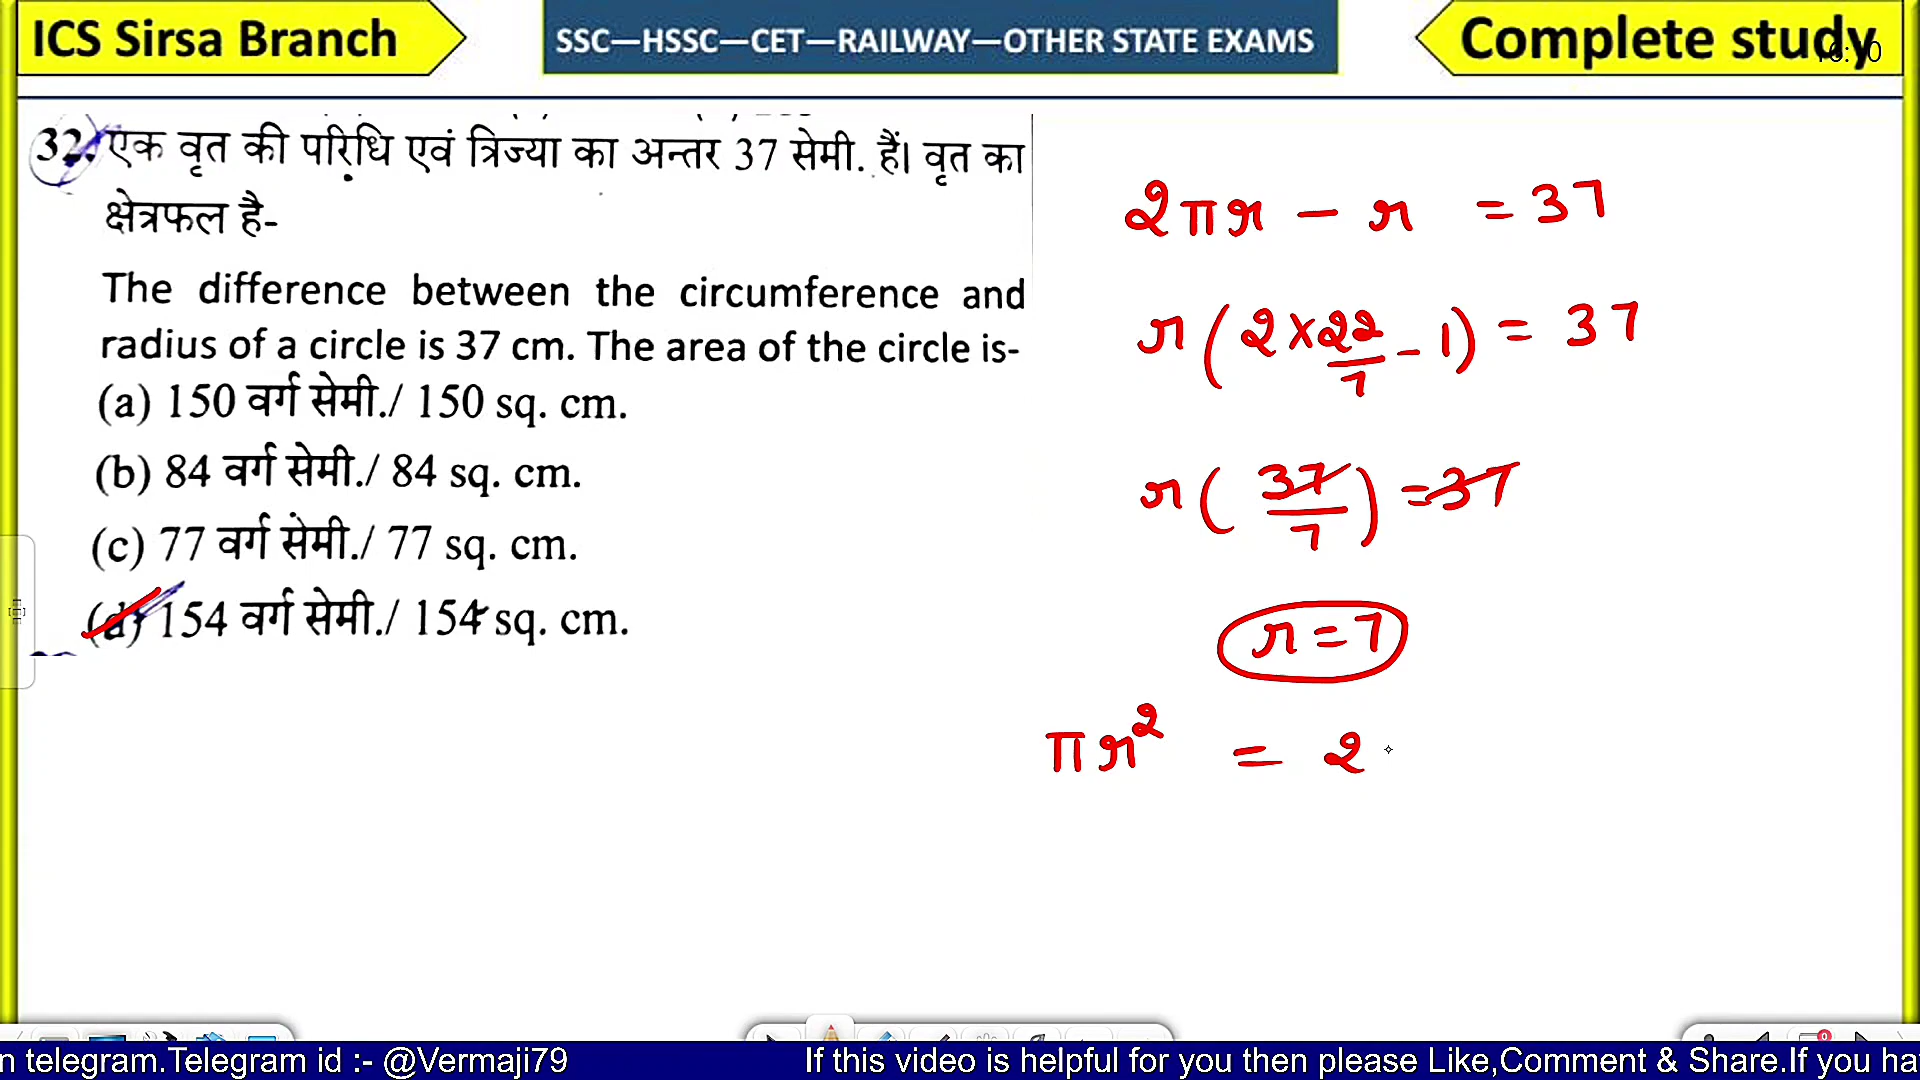 ICS Sirsa Branch
SSC—HSSC—CET—RAILWAY—OTHER STATE EXAMS
Complete study
32. एक वृत की परिधि एवं त्रिज्या का अन्तर 37 सेमी. हैं। वृत का
क्षेत्रफल है-
The difference between the circumference and
radius of a circle is 37 cm. The area of the circle is-
(a) 150 वर्ग सेमी./ 150 sq. cm.
(b) 84 वर्ग सेमी./ 84 sq. cm.
(c) 77 वर्ग सेमी./ 77 sq. cm.
(d) 154 वर्ग सेमी./ 154 sq. cm.
2πr - r = 37
r(2×22/7 - 1) = 37
r(37/7) = 37
r = 7
πr² = 2
n telegram.Telegram id :- @Vermaji79
If this video is helpful for you then please Like,Comment & Share.If you ha